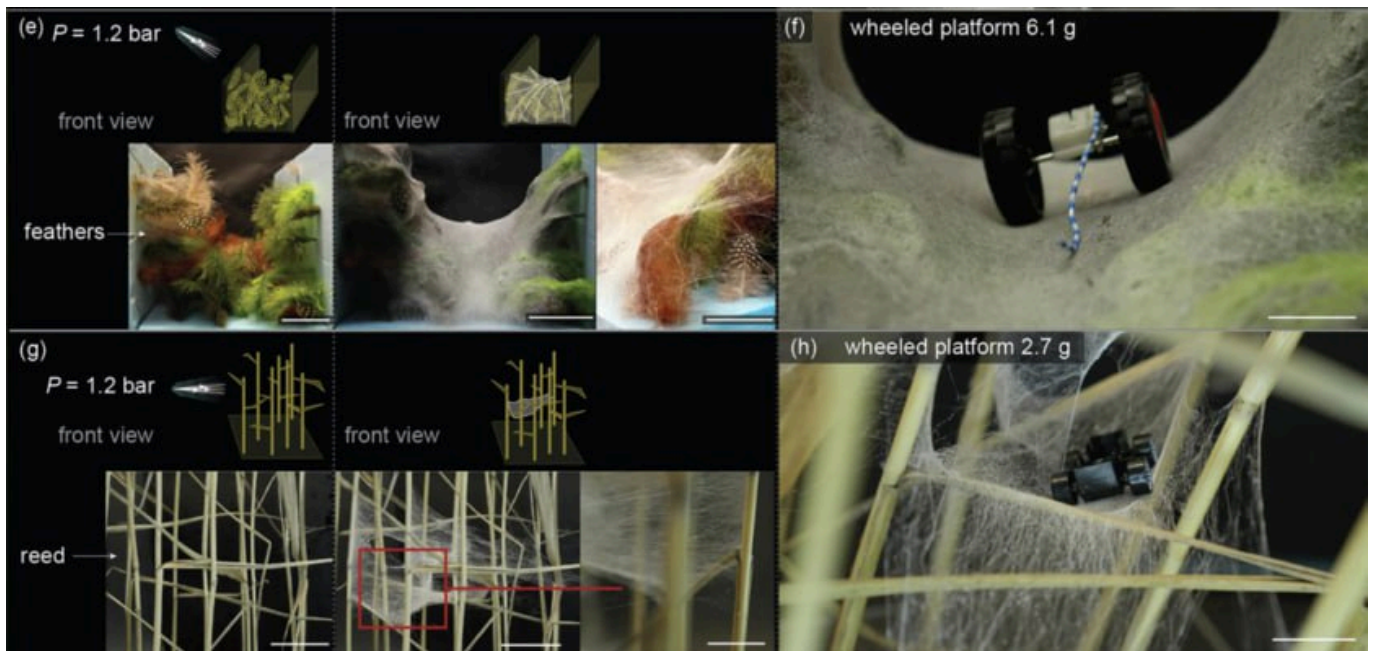 (e)
P = 1.2 bar
front view
front view
feathers
(f) wheeled platform 6.1 g
(g)
P = 1.2 bar
front view
front view
reed
(h) wheeled platform 2.7 g